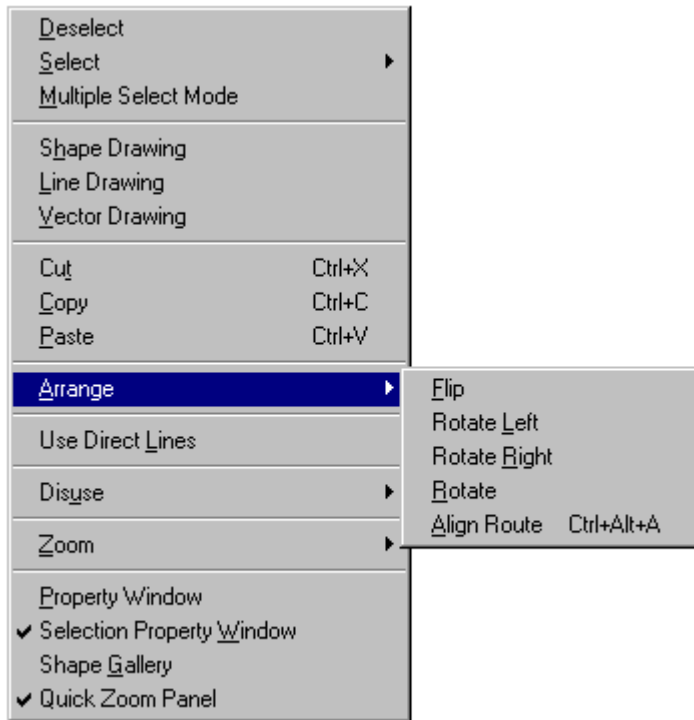 Deselect
Select
Multiple Select Mode
Shape Drawing
Line Drawing
Vector Drawing
Cut Ctrl+X
Copy Ctrl+C
Paste Ctrl+V
Arrange
Flip
Rotate Left
Rotate Right
Rotate
Align Route Ctrl+Alt+A
Use Direct Lines
Disuse
Zoom
Property Window
Selection Property Window
Shape Gallery
Quick Zoom Panel